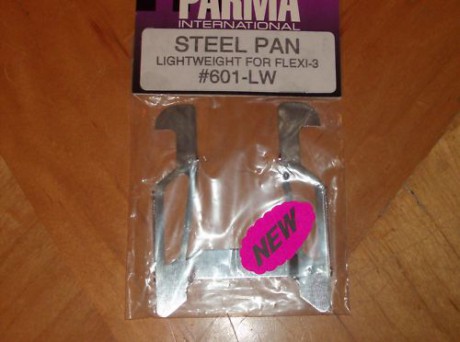 PARMA
INTERNATIONAL
STEEL PAN
LIGHTWEIGHT FOR FLEXI-3
#601-LW
NEW